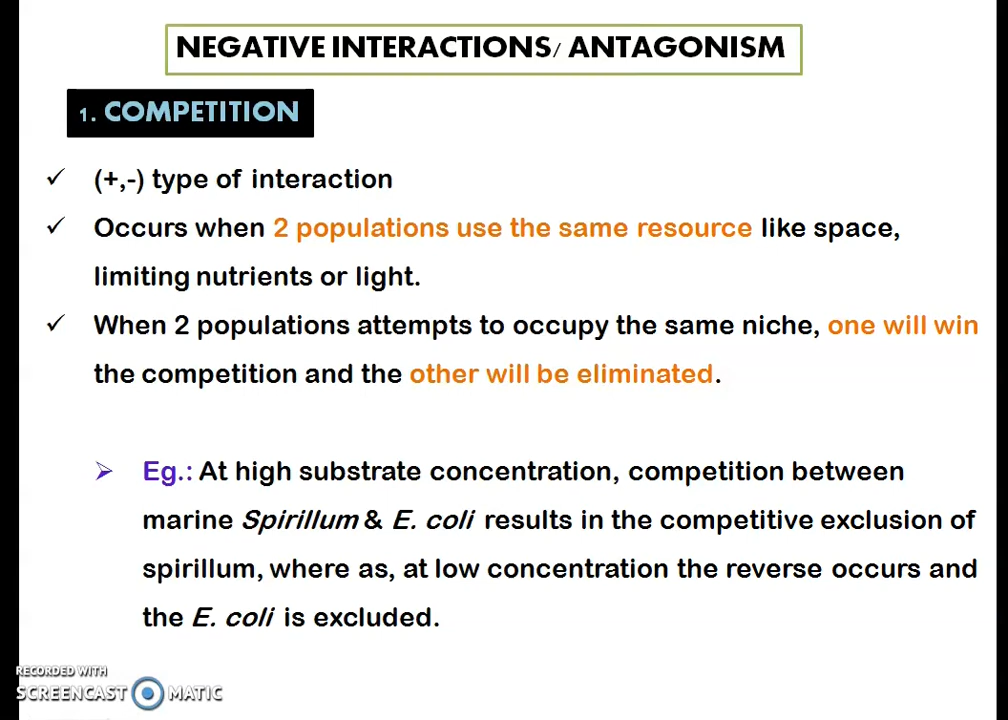 NEGATIVE INTERACTIONS/ ANTAGONISM
1. COMPETITION
✓ (+,-) type of interaction
✓ Occurs when 2 populations use the same resource like space,
limiting nutrients or light.
✓ When 2 populations attempts to occupy the same niche, one will win
the competition and the other will be eliminated.
➢ Eg.: At high substrate concentration, competition between
marine Spirillum & E. coli results in the competitive exclusion of
spirillum, where as, at low concentration the reverse occurs and
the E. coli is excluded.
RECORDED WITH
SCREENCAST MATIC